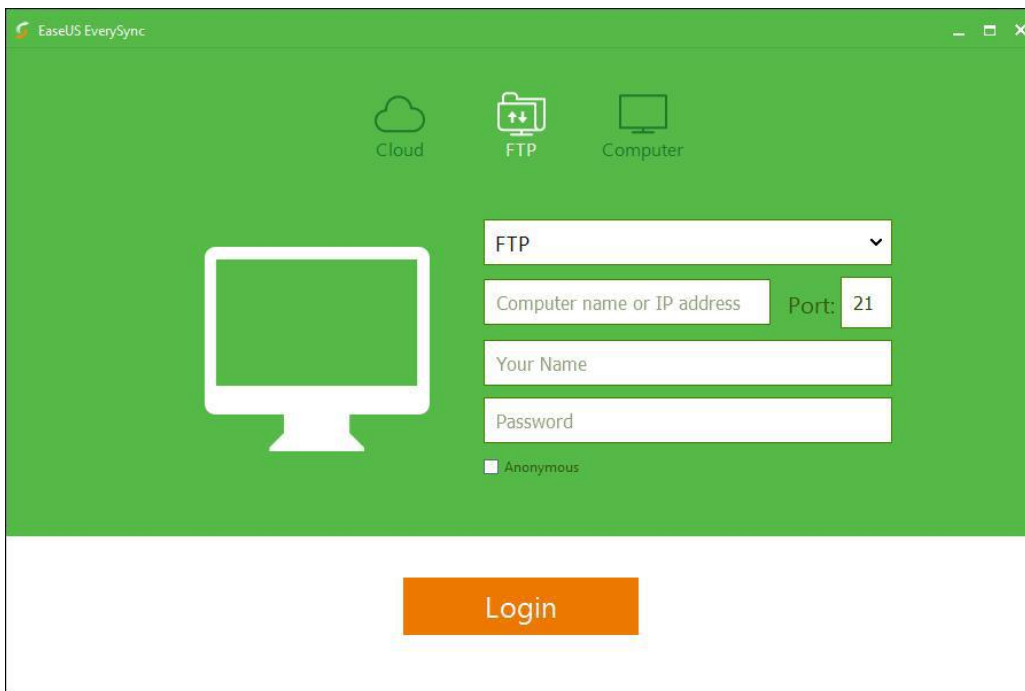 EaseUS EverySync
Cloud FTP Computer
FTP
Computer name or IP address Port: 21
Your Name
Password
Anonymous
Login